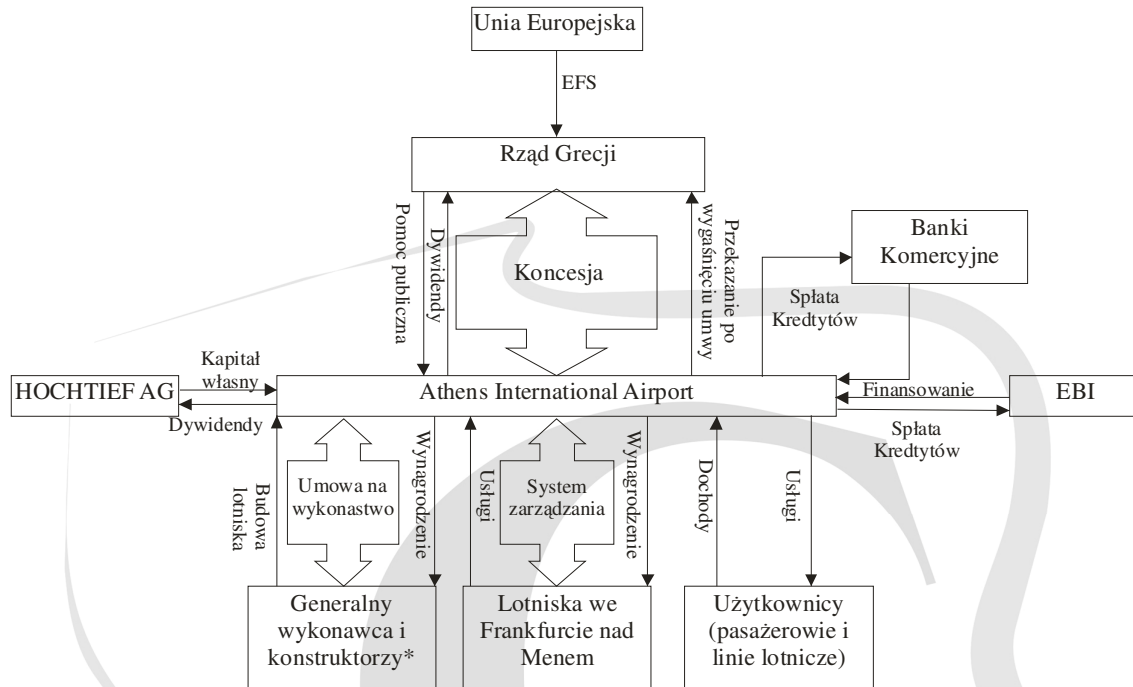 Unia Europejska
EFS
Rząd Grecji
Pomoc publiczna
Dywidendy
Koncesja
Przekazanie po
wygaśnięciu umwy
Banki
Komercyjne
Spłata
Kredtytów
Kapitał
własny
HOCHTIEF AG
Dywidendy
Athens International Airport
Finansowanie
EBI
Spłata
Kredtytów
Budowa
lotniska
Umowa na
wykonastwo
Wynagrodzenie
Usługi
System
zarządzania
Wynagrodzenie
Dochody
Usługi
Generalny
wykonawca i
konstruktorzy*
Lotniska we
Frankfurcie nad
Menem
Użytkownicy
(pasażerowie i
linie lotnicze)